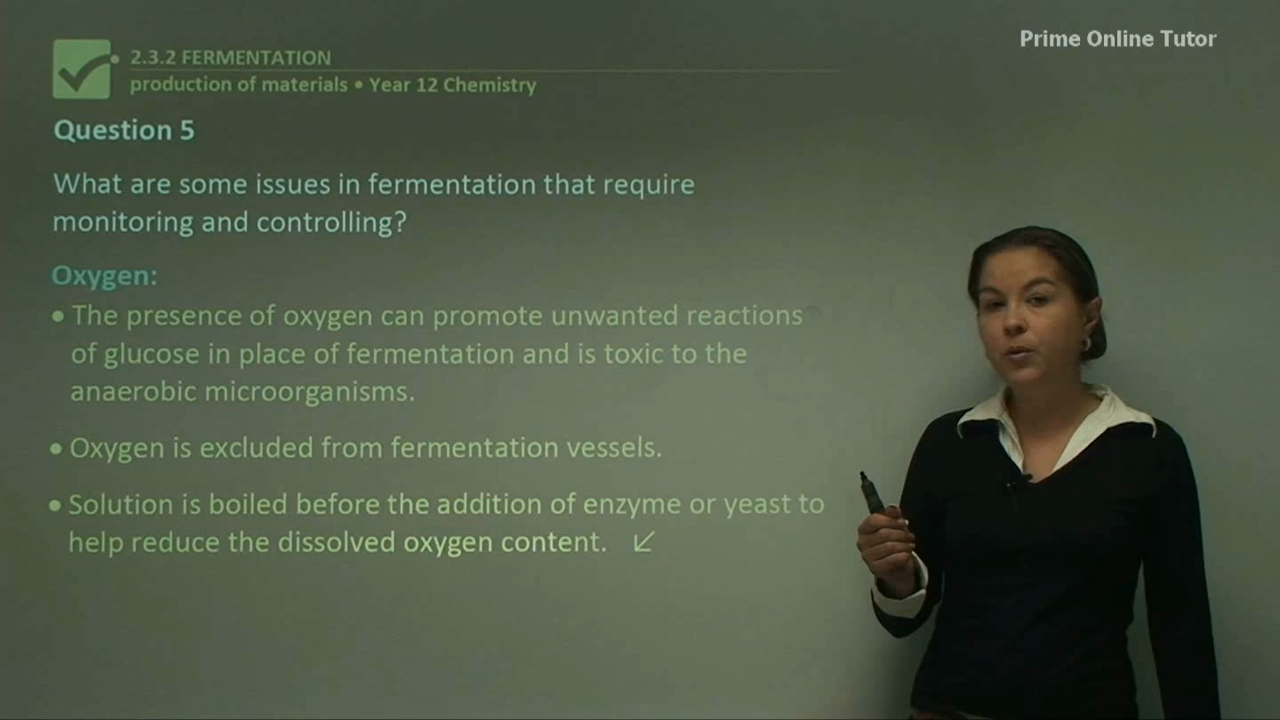 Prime Online Tutor
2.3.2 FERMENTATION
production of materials • Year 12 Chemistry
Question 5
What are some issues in fermentation that require
monitoring and controlling?
Oxygen:
• The presence of oxygen can promote unwanted reactions
of glucose in place of fermentation and is toxic to the
anaerobic microorganisms.
• Oxygen is excluded from fermentation vessels.
• Solution is boiled before the addition of enzyme or yeast to
help reduce the dissolved oxygen content.